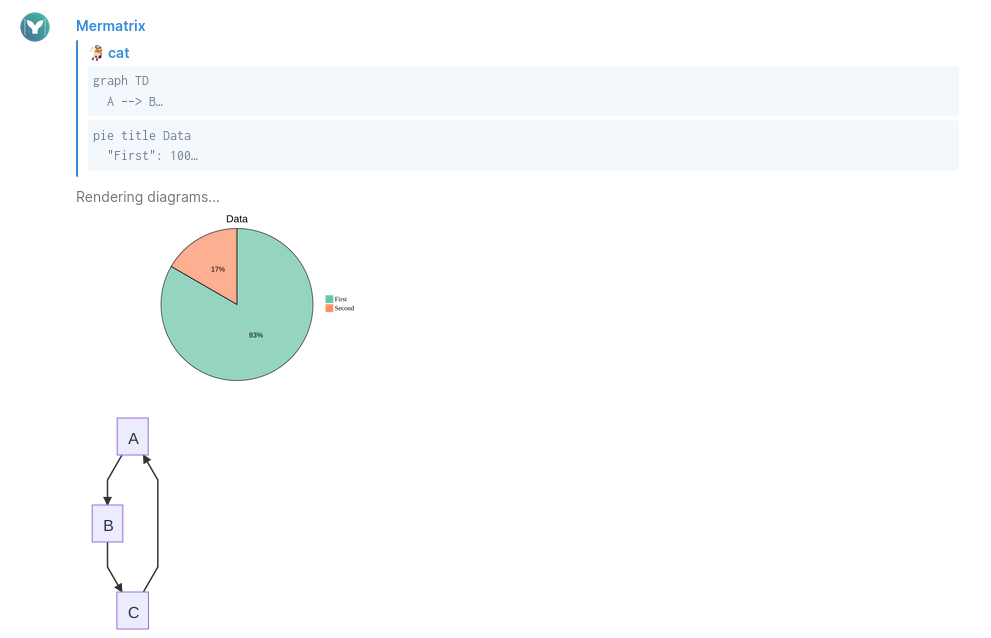 Mermatrix
cat
graph TD
  A --> B…
pie title Data
  "First": 100…
Rendering diagrams...
Data
17%
First
Second
83%
A
B
C